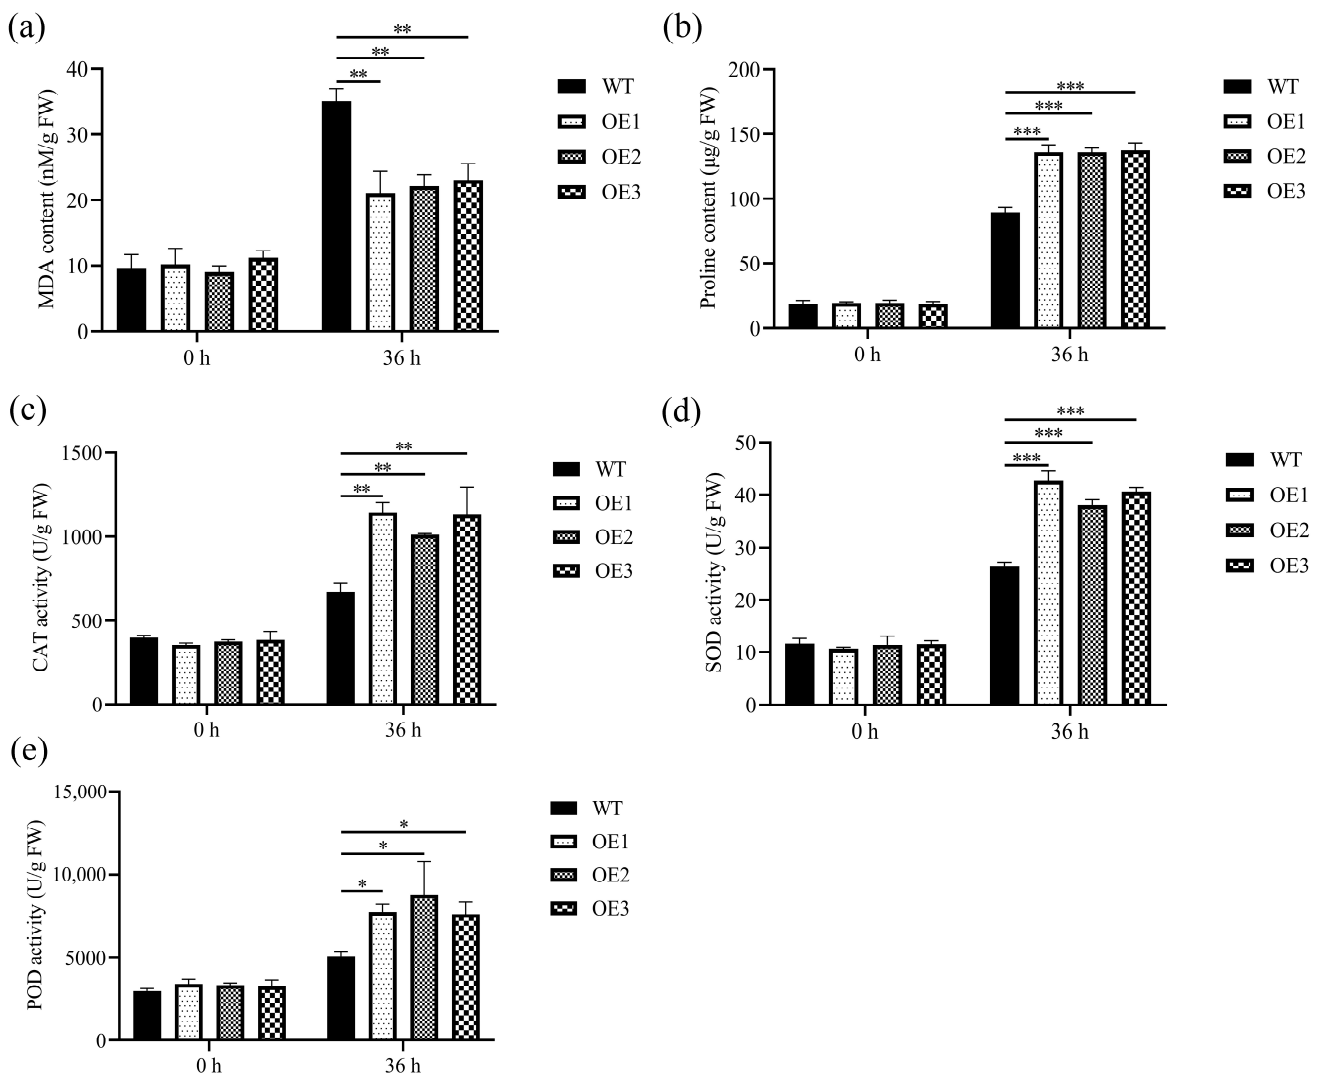 (a)
MDA content (nM/g FW)
40
30
20
10
0
0 h
36 h
**
**
**
WT
OE1
OE2
OE3
(b)
Proline content (μg/g FW)
200
150
100
50
0
0 h
36 h
***
***
***
WT
OE1
OE2
OE3
(c)
CAT activity (U/g FW)
1500
1000
500
0
0 h
36 h
**
**
**
WT
OE1
OE2
OE3
(d)
SOD activity (U/g FW)
50
40
30
20
10
0
0 h
36 h
***
***
***
WT
OE1
OE2
OE3
(e)
POD activity (U/g FW)
15,000
10,000
5000
0
0 h
36 h
*
*
*
WT
OE1
OE2
OE3